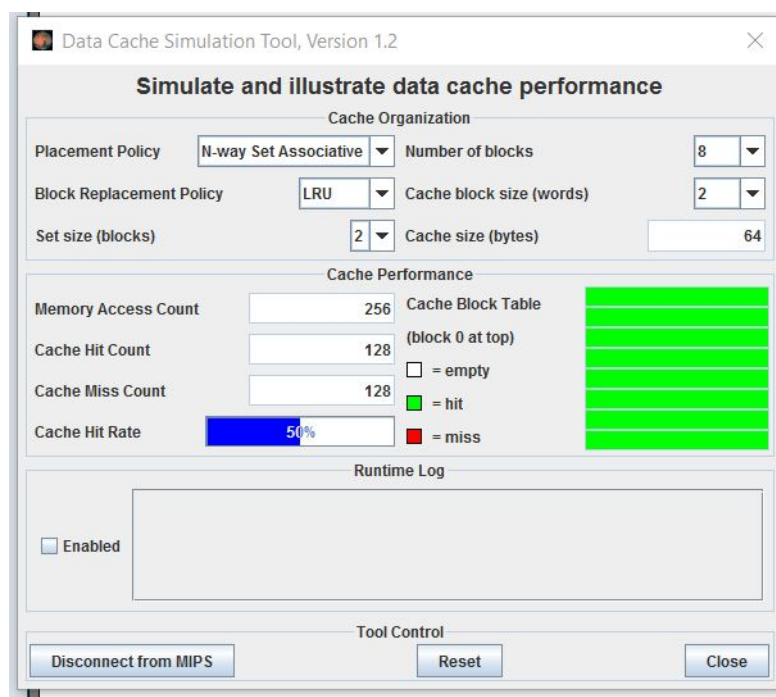 Data Cache Simulation Tool, Version 1.2
Simulate and illustrate data cache performance
Cache Organization
Placement Policy N-way Set Associative Number of blocks 8
Block Replacement Policy LRU Cache block size (words) 2
Set size (blocks) 2 Cache size (bytes) 64
Cache Performance
Memory Access Count 256 Cache Block Table
(block 0 at top)
Cache Hit Count 128
= empty
Cache Miss Count 128
= hit
Cache Hit Rate 50%
= miss
Runtime Log
Enabled
Tool Control
Disconnect from MIPS Reset Close